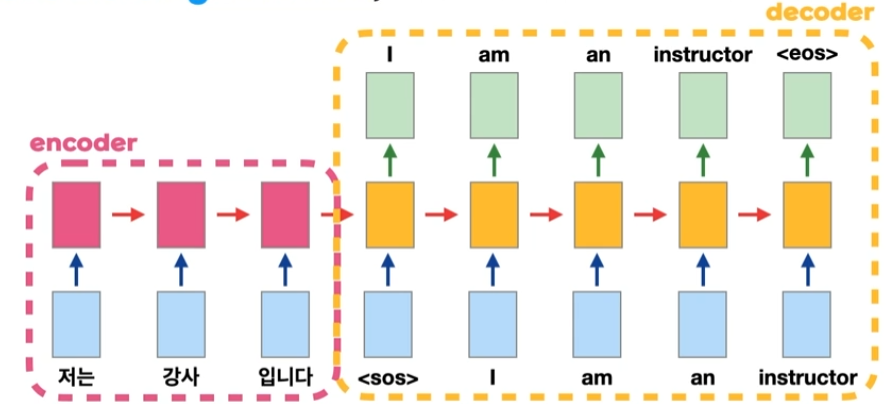 decoder
I am an instructor <eos>
encoder
저는 강사 입니다 <sos> I am an instructor